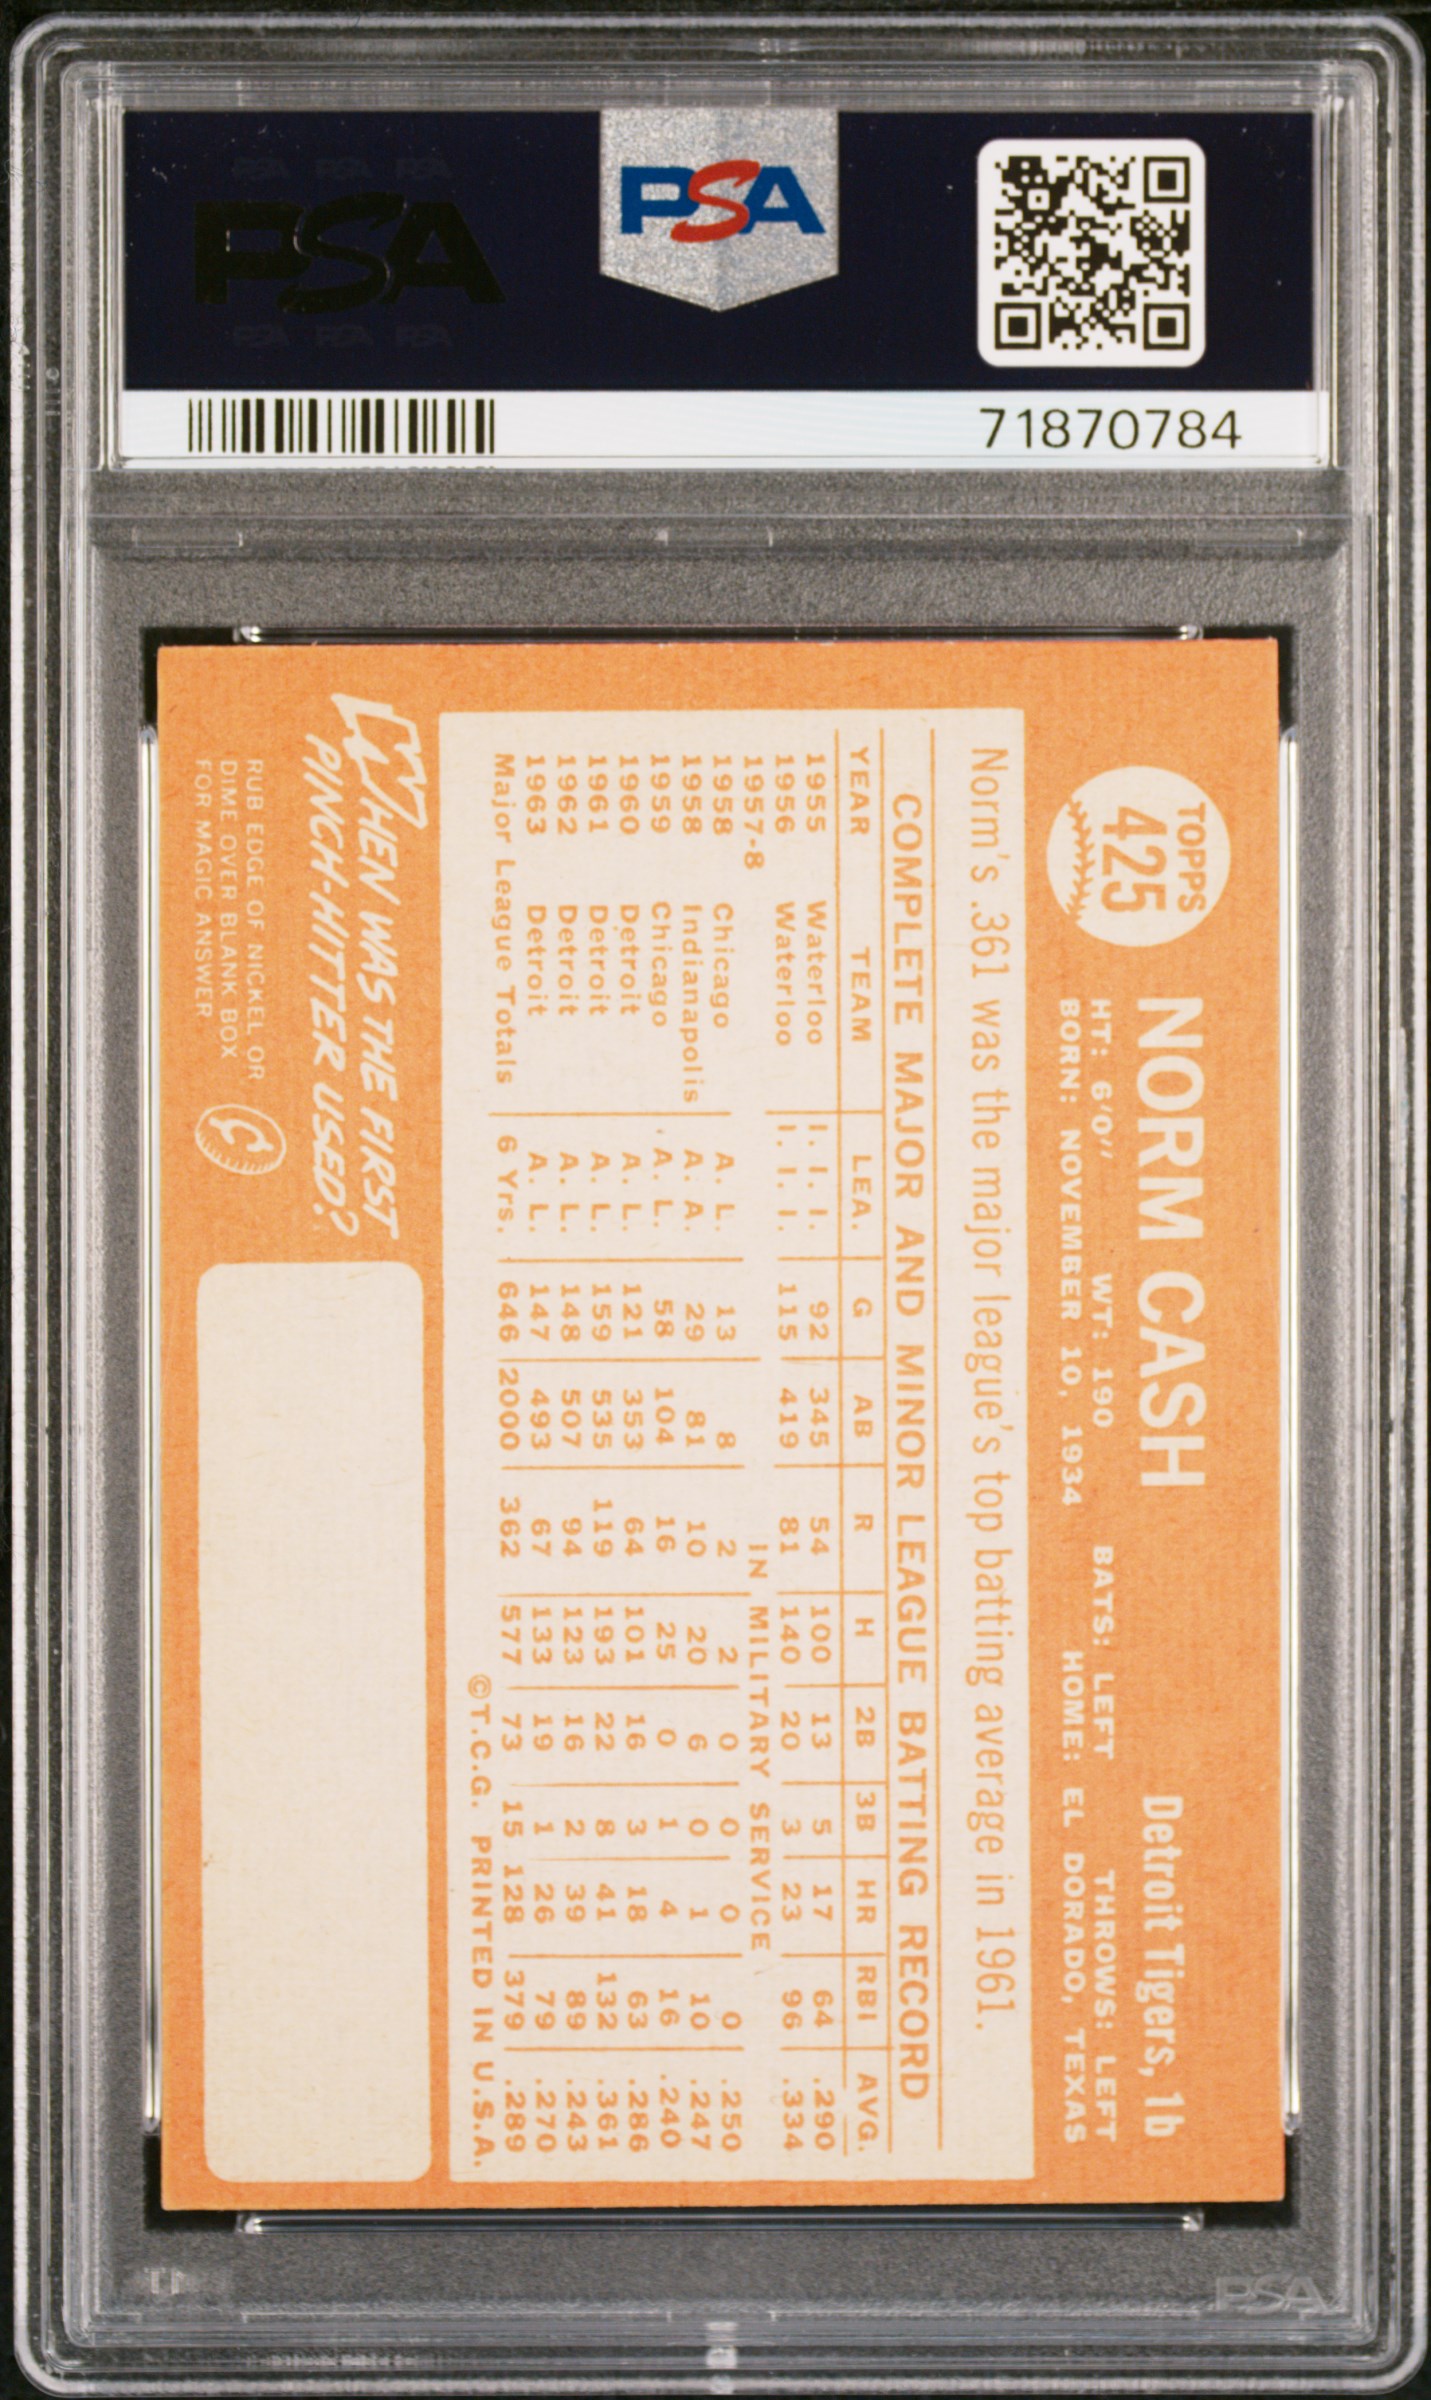 PSA
PSA
71870784
TOPPS
425
NORM CASH
Detroit Tigers, 1b
HT: 6'0" WT: 190 BATS: LEFT THROWS: LEFT
BORN: NOVEMBER 10, 1934 HOME: EL DORADO, TEXAS
Norm's .361 was the major league's top batting average in 1961.
COMPLETE MAJOR AND MINOR LEAGUE BATTING RECORD
YEAR TEAM LEA. G AB R H 2B 3B HR RBI AVG.
1955 Waterloo I. I. I. 92 345 54 100 13 5 17 64 .290
1956 Waterloo I. I. I. 115 419 81 140 20 3 23 96 .334
1957-8 IN MILITARY SERVICE
1958 Chicago A. L. 13 8 2 2 0 0 0 0 .250
1958 Indianapolis A. A. 29 81 10 20 6 0 1 10 .247
1959 Chicago A. L. 58 104 16 25 0 1 4 16 .240
1960 Detroit A. L. 121 353 64 101 16 3 18 63 .286
1961 Detroit A. L. 159 535 119 193 22 8 41 132 .361
1962 Detroit A. L. 148 507 94 123 16 2 39 89 .243
1963 Detroit A. L. 147 493 67 133 19 1 26 79 .270
Major League Totals 6 Yrs. 646 2000 362 577 73 15 128 379 .289
©T.C.G. PRINTED IN U.S.A.
WHEN WAS THE FIRST
PINCH-HITTER USED?
RUB EDGE OF NICKEL OR
DIME OVER BLANK BOX
FOR MAGIC ANSWER
PSA